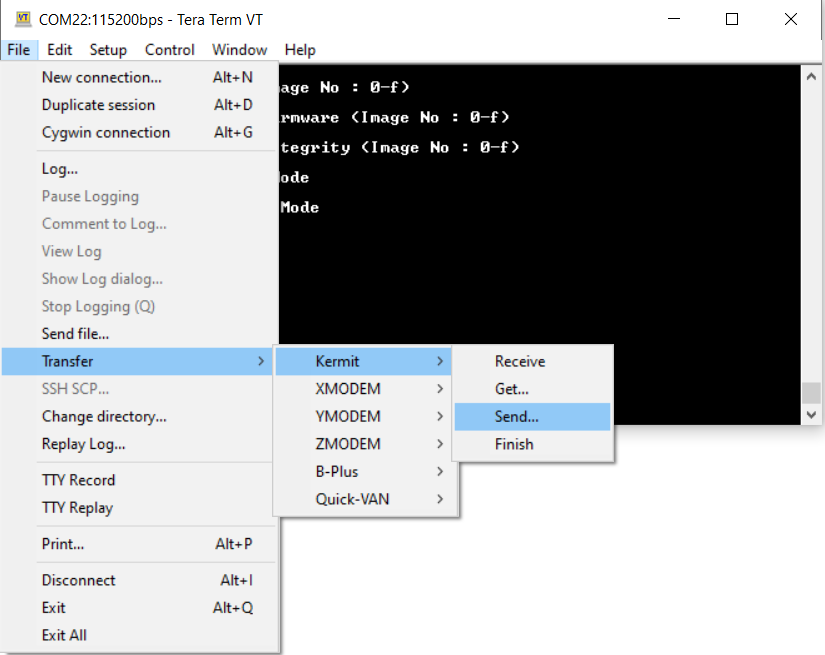 COM22:115200bps - Tera Term VT
File Edit Setup Control Window Help
New connection... Alt+N
Duplicate session Alt+D
Cygwin connection Alt+G
Log...
Pause Logging
Comment to Log...
View Log
Show Log dialog...
Stop Logging (Q)
Send file...
Transfer
SSH SCP...
Change directory...
Replay Log...
TTY Record
TTY Replay
Print... Alt+P
Disconnect Alt+I
Exit Alt+Q
Exit All
Kermit
XMODEM
YMODEM
ZMODEM
B-Plus
Quick-VAN
Receive
Get...
Send...
Finish
age No : 0-f)
rmware (Image No : 0-f)
tegrity (Image No : 0-f)
ode
Mode